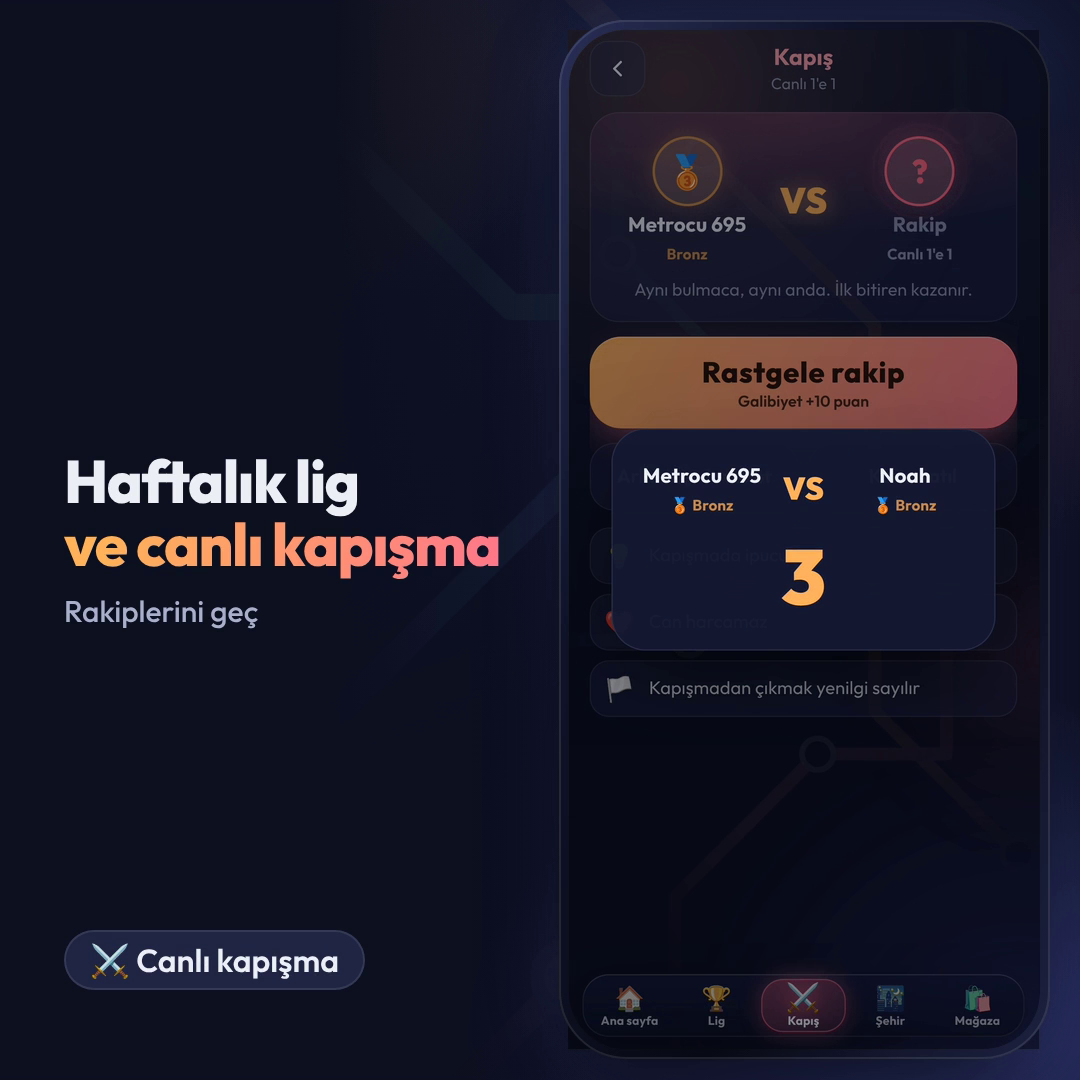 Haftalık lig
ve canlı kapışma
Rakiplerini geç
⚔️ Canlı kapışma
Kapış
Canlı 1'e 1
Metrocu 695
VS
Rakip
Bronz
Canlı 1'e 1
Aynı bulmaca, aynı anda. İlk bitiren kazanır.
Rastgele rakip
Galibiyet +10 puan
Metrocu 695
VS
Noah
Bronz
Bronz
3
Kapışmadan çıkmak yenilgi sayılır
Ana sayfa
Lig
Kapış
Şehir
Mağaza